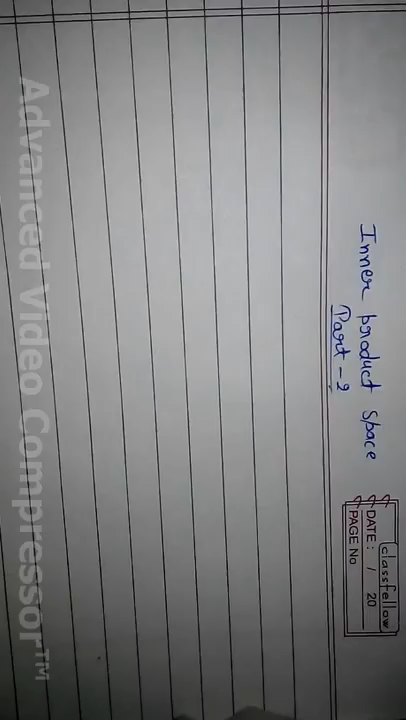 Inner product Space
Part-2
classfellow
DATE: / 20
PAGE No
Advanced Video Compressor™